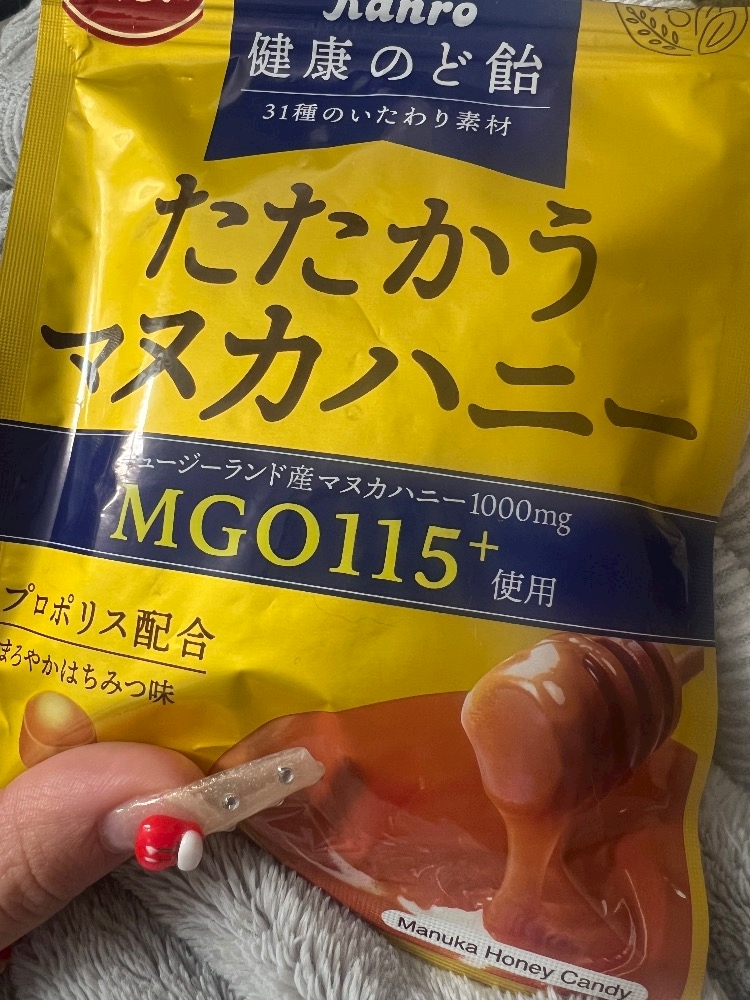 Kanro
健康のど飴
31種のいたわり素材
たたかう
マヌカハニー
ニュージーランド産マヌカハニー1000mg
MGO115+
使用
プロポリス配合
まろやかはちみつ味
Manuka Honey Candy